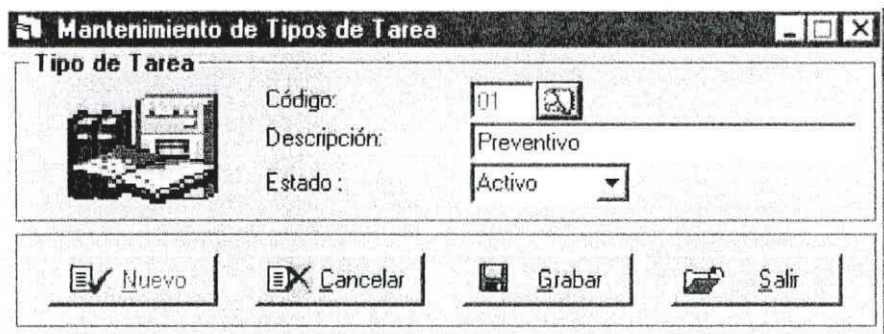 Mantenimiento de Tipos de Tarea
Tipo de Tarea
Código: 01
Descripción: Preventivo
Estado : Activo
Nuevo Cancelar Grabar Salir